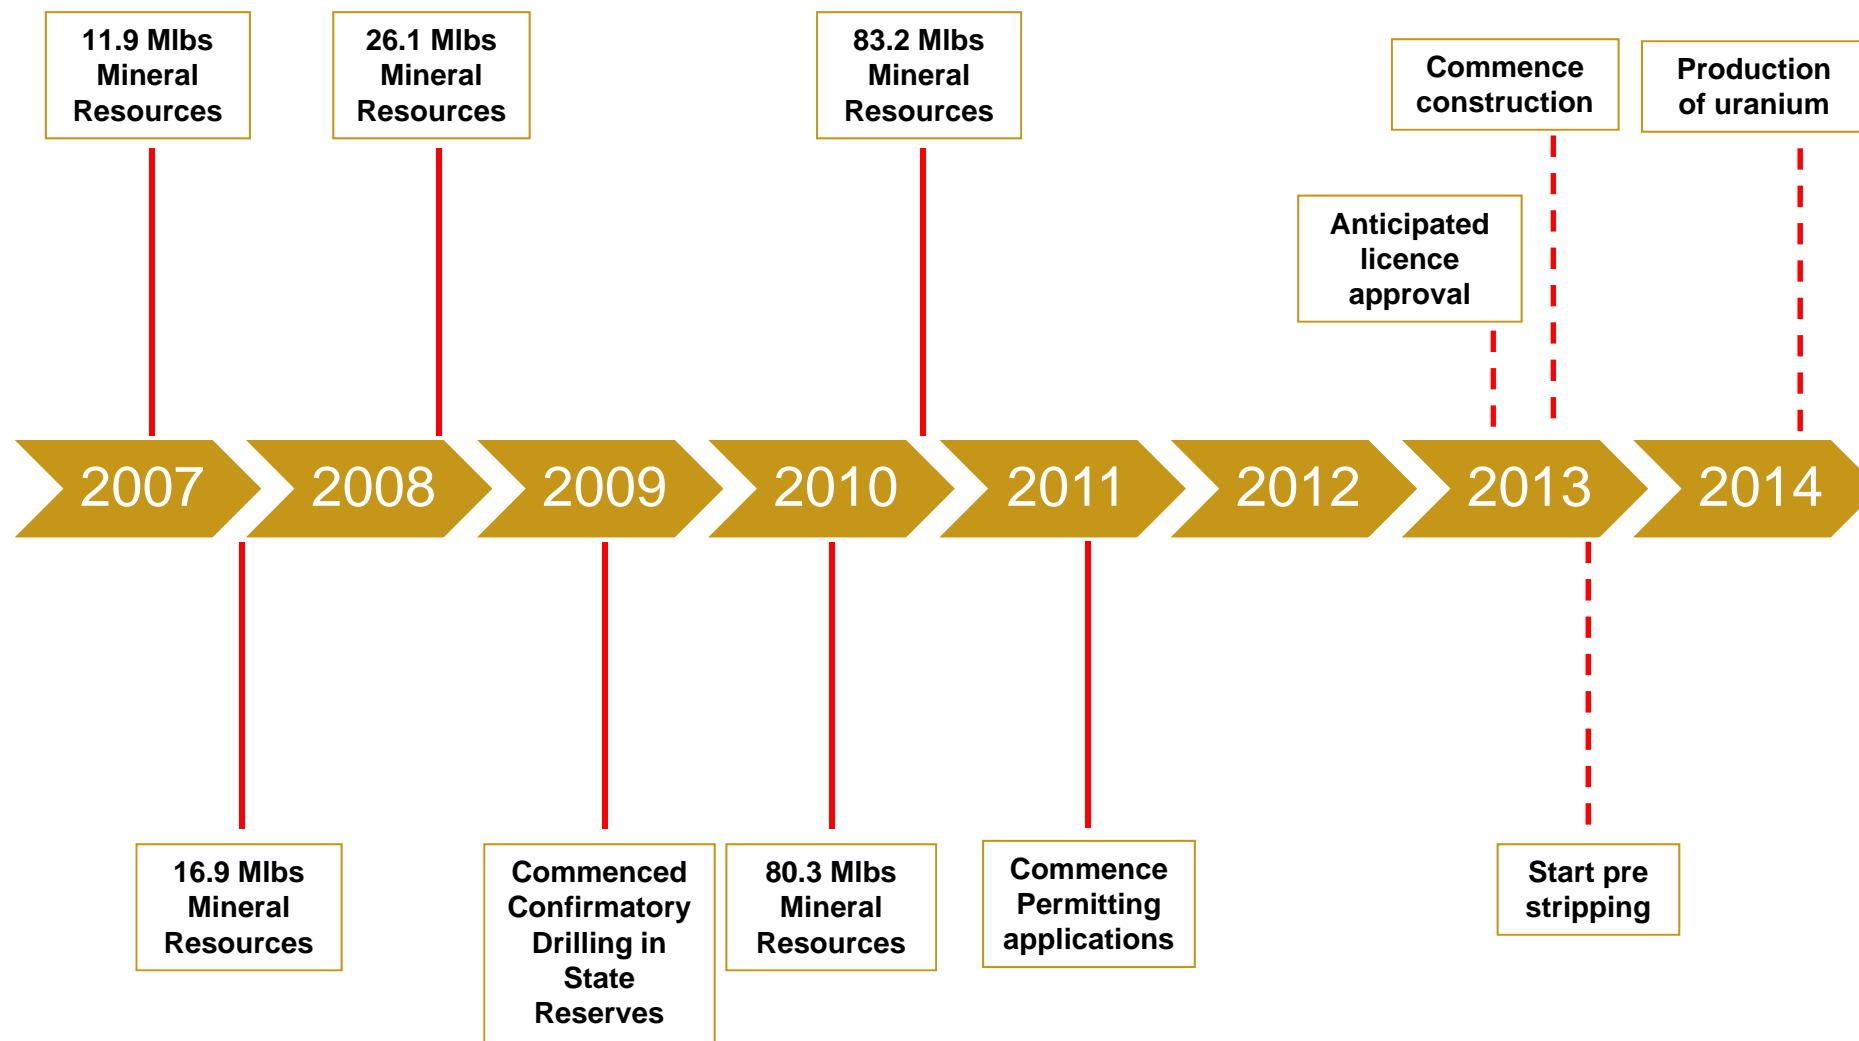 11.9 Mlbs
Mineral
Resources
26.1 Mlbs
Mineral
Resources
83.2 Mlbs
Mineral
Resources
Commence
construction
Production
of uranium
Anticipated
licence
approval
2007
2008
2009
2010
2011
2012
2013
2014
16.9 Mlbs
Mineral
Resources
Commenced
Confirmatory
Drilling in
State
Reserves
80.3 Mlbs
Mineral
Resources
Commence
Permitting
applications
Start pre
stripping